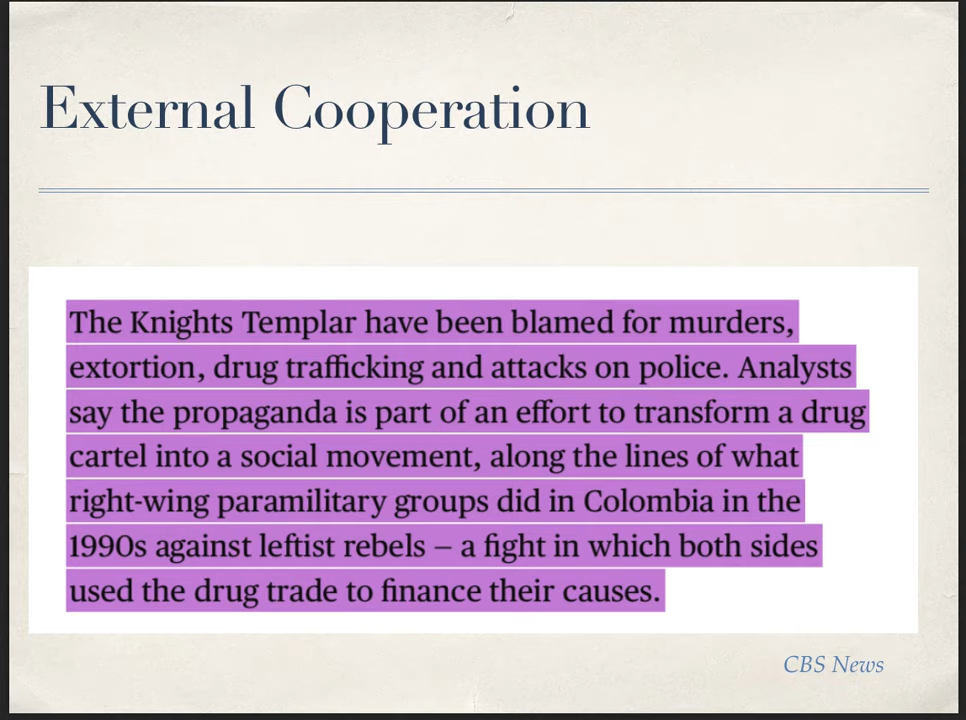 External Cooperation
The Knights Templar have been blamed for murders,
extortion, drug trafficking and attacks on police. Analysts
say the propaganda is part of an effort to transform a drug
cartel into a social movement, along the lines of what
right-wing paramilitary groups did in Colombia in the
1990s against leftist rebels – a fight in which both sides
used the drug trade to finance their causes.
CBS News